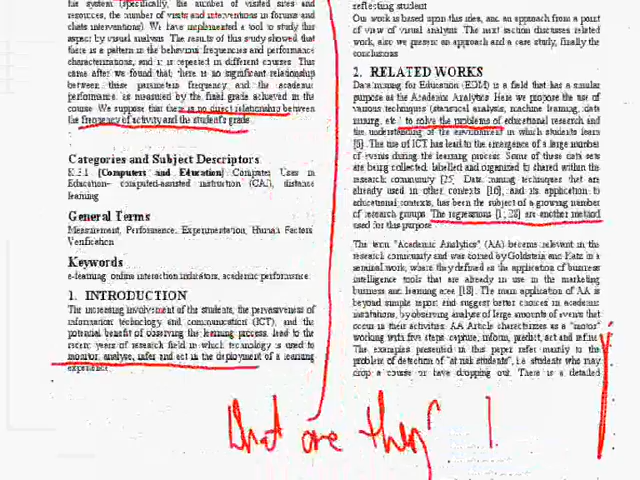 the system (specifically, the number of visited sites and
resources, the number of visits and interventions in forums and
chats interventions). We have implemented a tool to study this
aspect by visual analysis. The results of this study showed that
there is a pattern in the behaviour frequencies and performance
characterizations, and it is repeated in different courses. This
came after we found that, there is no significant relationship
between these parameters frequency, and the academic
performance, as measured by the final grade achieved in the
course. We suppose that there is no direct relationship between
the frequency of activity and the student's grade.
Categories and Subject Descriptors
K.3.1 [Computers and Education]: Computer Uses in
Education– computer-assisted instruction (CAI), distance
learning
General Terms
Measurement, Performance, Experimentation, Human Factors
Verification
Keywords
e-learning, online interaction indicators, academic performance.
1. INTRODUCTION
The increasing involvement of the students, the pervasiveness of
information technology and communication (ICT), and the
potential benefit of observing the learning process, lead to the
recent years of research field in which technology is used to
monitor, analyse, infer and act in the deployment of a learning
experience.
reflecting student
Our work is based upon this idea, and an approach from a point
of view of visual analysis. The next section discusses related
work, also we present an approach and a case study, finally the
conclusions
2. RELATED WORKS
Data mining for Education (EDM) is a field that has a similar
purpose as the Academic Analytics. Here we propose the use of
various techniques (statistical analysis, machine learning, data
mining, etc.) to solve the problems of educational research and
the understanding of the environment in which students learn
[5]. The use of ICT has lead to the emergence of a large number
of events during the learning process. Some of these data sets
are being collected, labelled and organized to shared within the
research community [25]. Data mining techniques that are
already used in other contexts [16], and its application to
educational contexts, has been the subject of a growing number
of research groups. The regressions [1, 28] are another method
used for this purpose.
The term "Academic Analytics" (AA) became relevant in the
research community and was coined by Goldstein and Katz in a
seminal work, where they defined as the application of business
intelligence tools that are already in use in the marketing
business and learning area [18]. The main application of AA is
beyond simple report and suggest better choices in academic
institutions, by observing analyse of large amounts of events that
occur in their activities. AA Article characterizes as a "motor"
working with five steps: capture, inform, predict, act and refine
The examples presented in this paper refer mainly to the
problem of detection of "at risk students", i.e. students who may
drop a course or have dropping out. There is a detailed
what are they